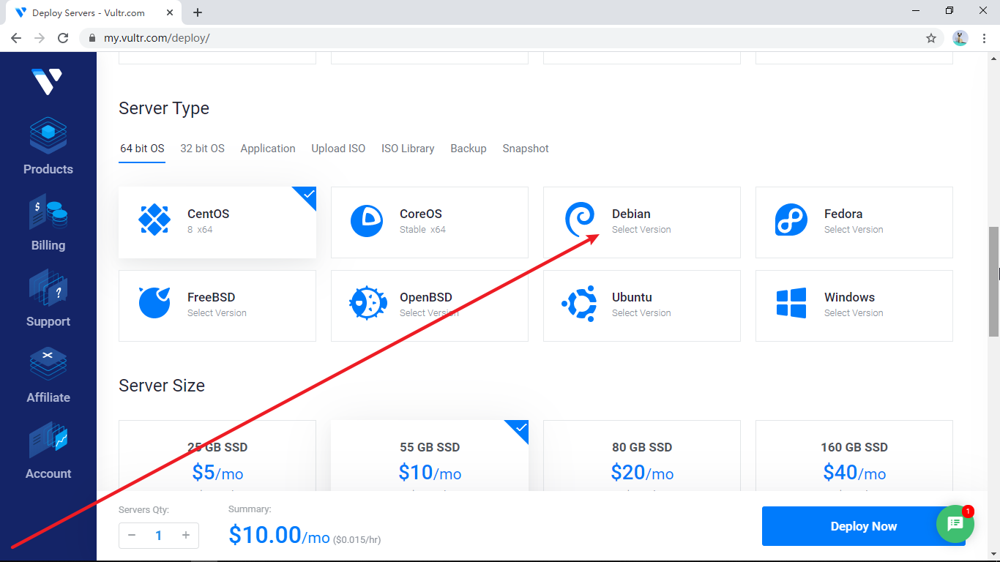 Deploy Servers - Vultr.com
my.vultr.com/deploy/
Products
$
Billing
?
Support
Affiliate
Account
Server Type
64 bit OS 32 bit OS Application Upload ISO ISO Library Backup Snapshot
CentOS
8 x64
CoreOS
Stable x64
Debian
Select Version
Fedora
Select Version
FreeBSD
Select Version
OpenBSD
Select Version
Ubuntu
Select Version
Windows
Select Version
Server Size
25 GB SSD
$5/mo
55 GB SSD
$10/mo
80 GB SSD
$20/mo
160 GB SSD
$40/mo
Servers Qty:
− 1 +
Summary:
$10.00/mo ($0.015/hr)
Deploy Now
1